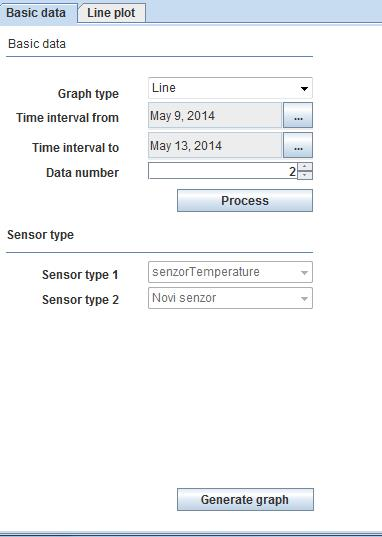 Basic data Line plot
Basic data
Graph type Line
Time interval from May 9, 2014 ...
Time interval to May 13, 2014 ...
Data number 2
Process
Sensor type
Sensor type 1 senzorTemperature
Sensor type 2 Novi senzor
Generate graph